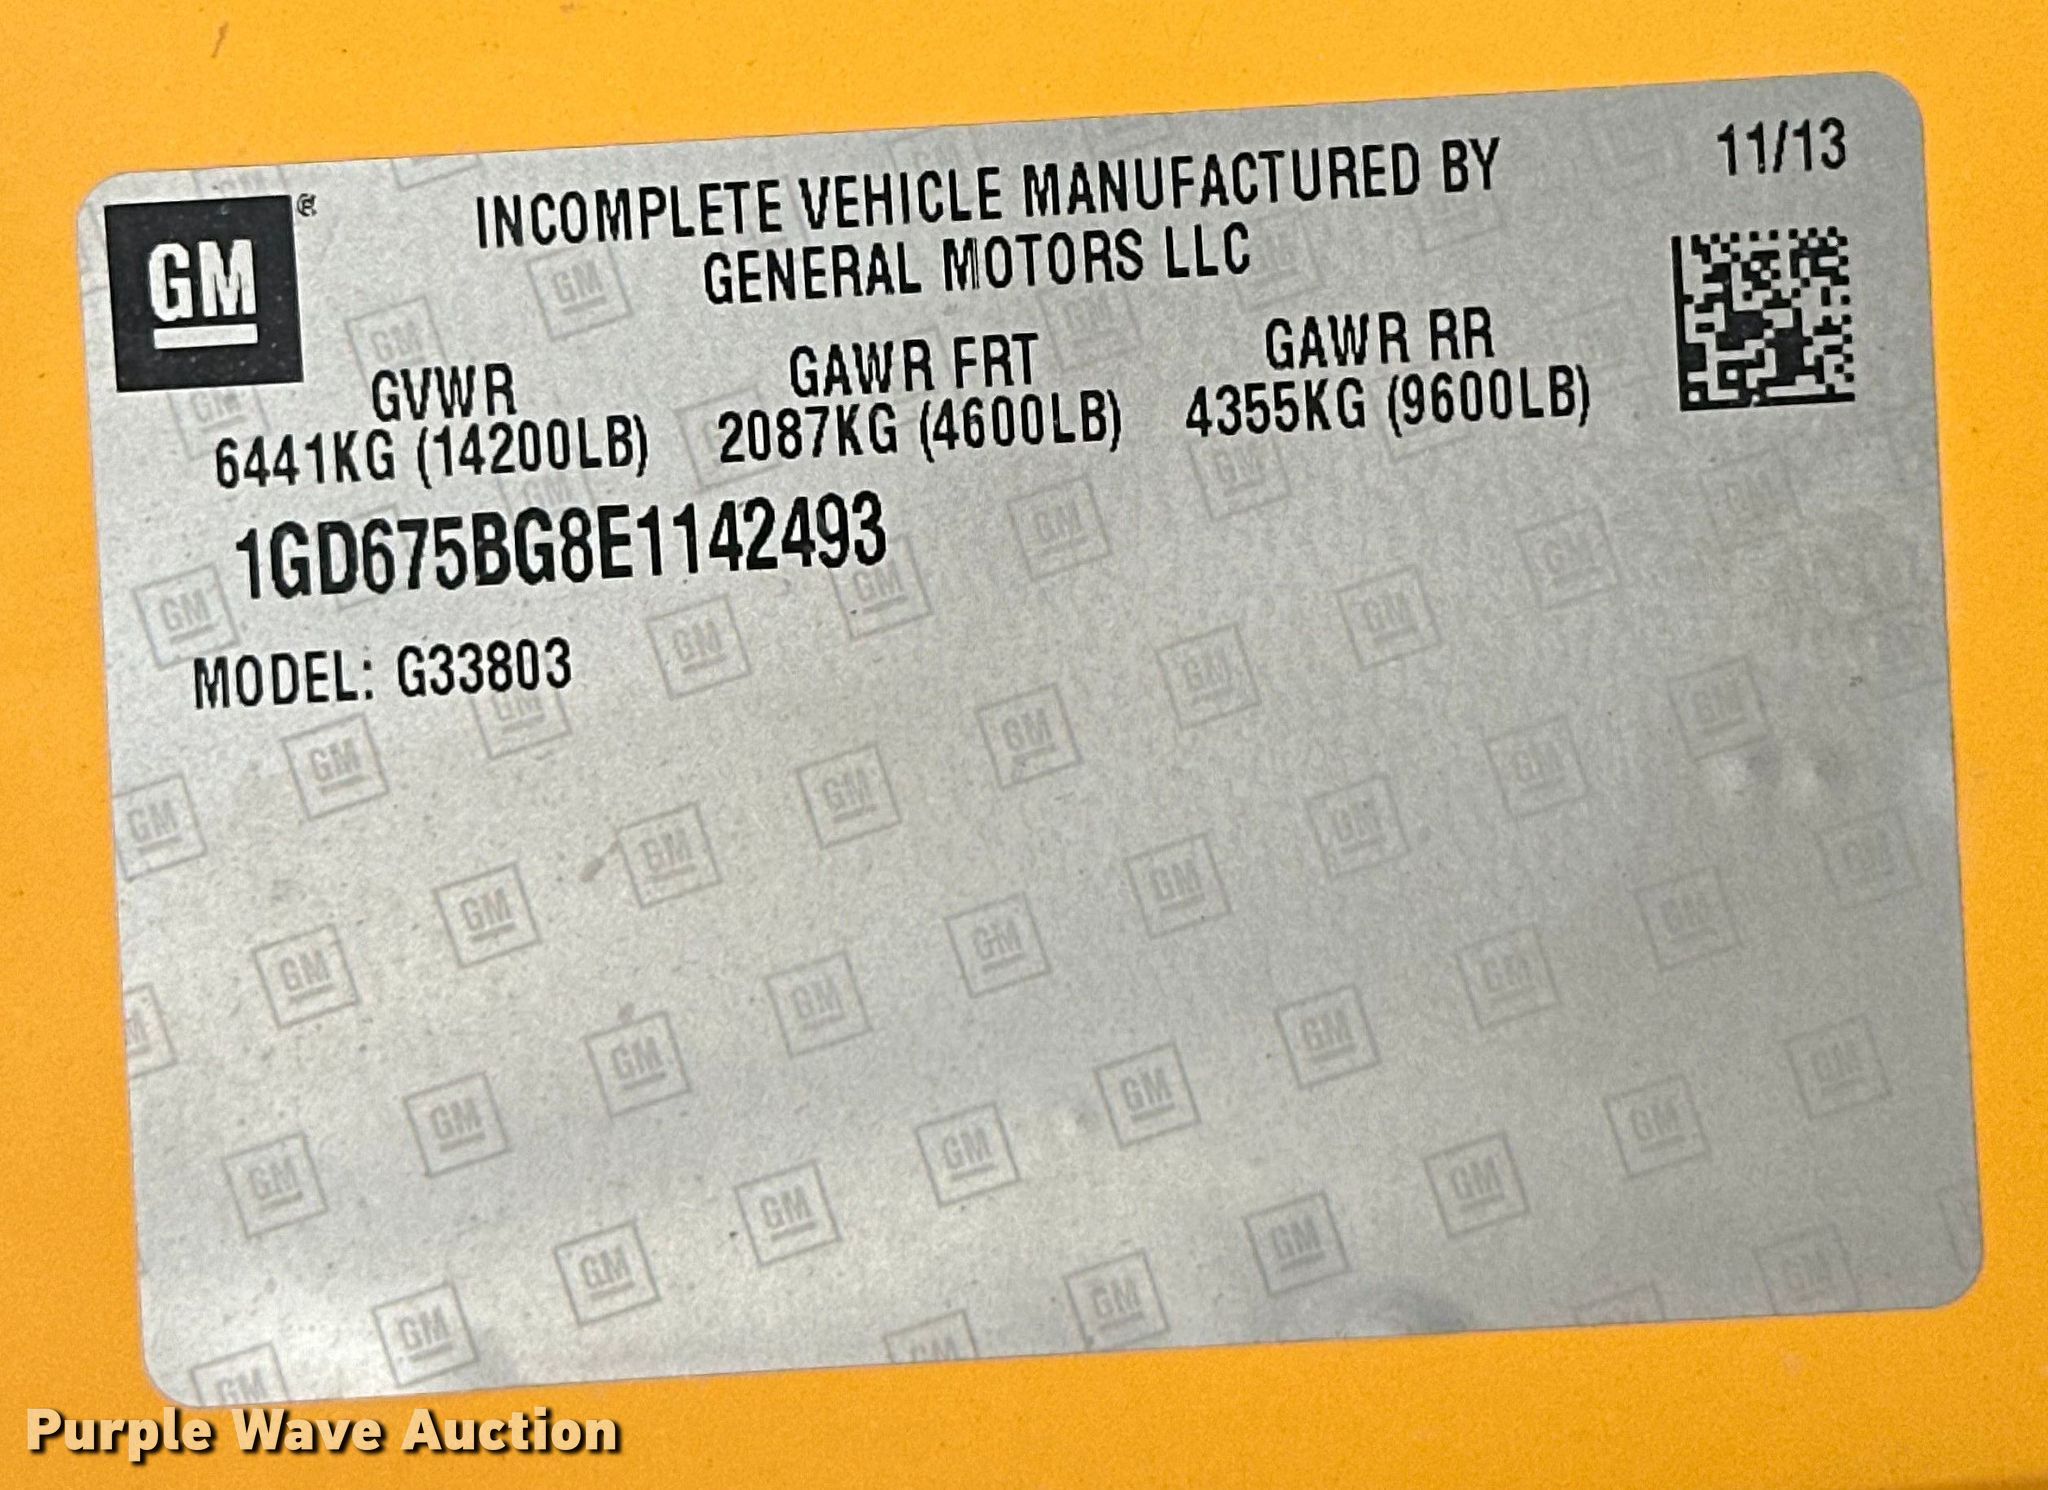 GM®
INCOMPLETE VEHICLE MANUFACTURED BY
GENERAL MOTORS LLC
11/13
GVWR
6441KG (14200LB)
GAWR FRT
2087KG (4600LB)
GAWR RR
4355KG (9600LB)
1GD675BG8E1142493
MODEL: G33803
Purple Wave Auction